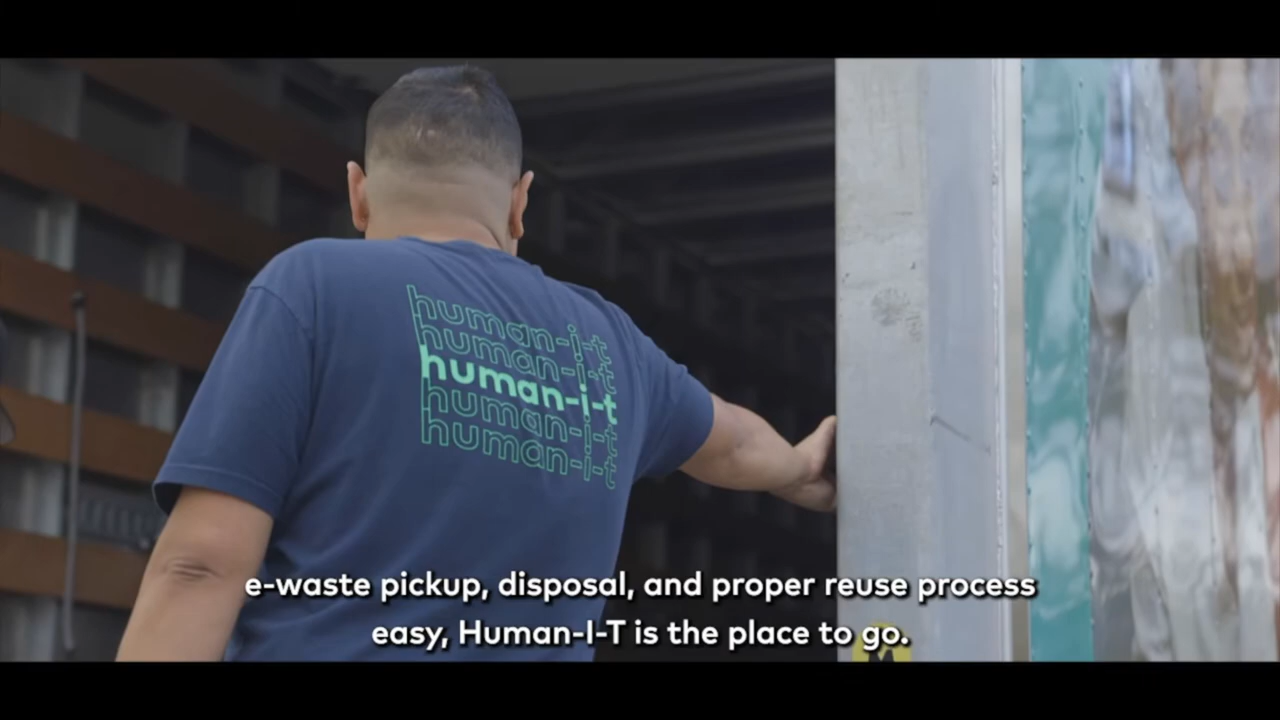 human-i-t
human-i-t
human-i-t
human-i-t
human-i-t
e-waste pickup, disposal, and proper reuse process
easy, Human-I-T is the place to go.